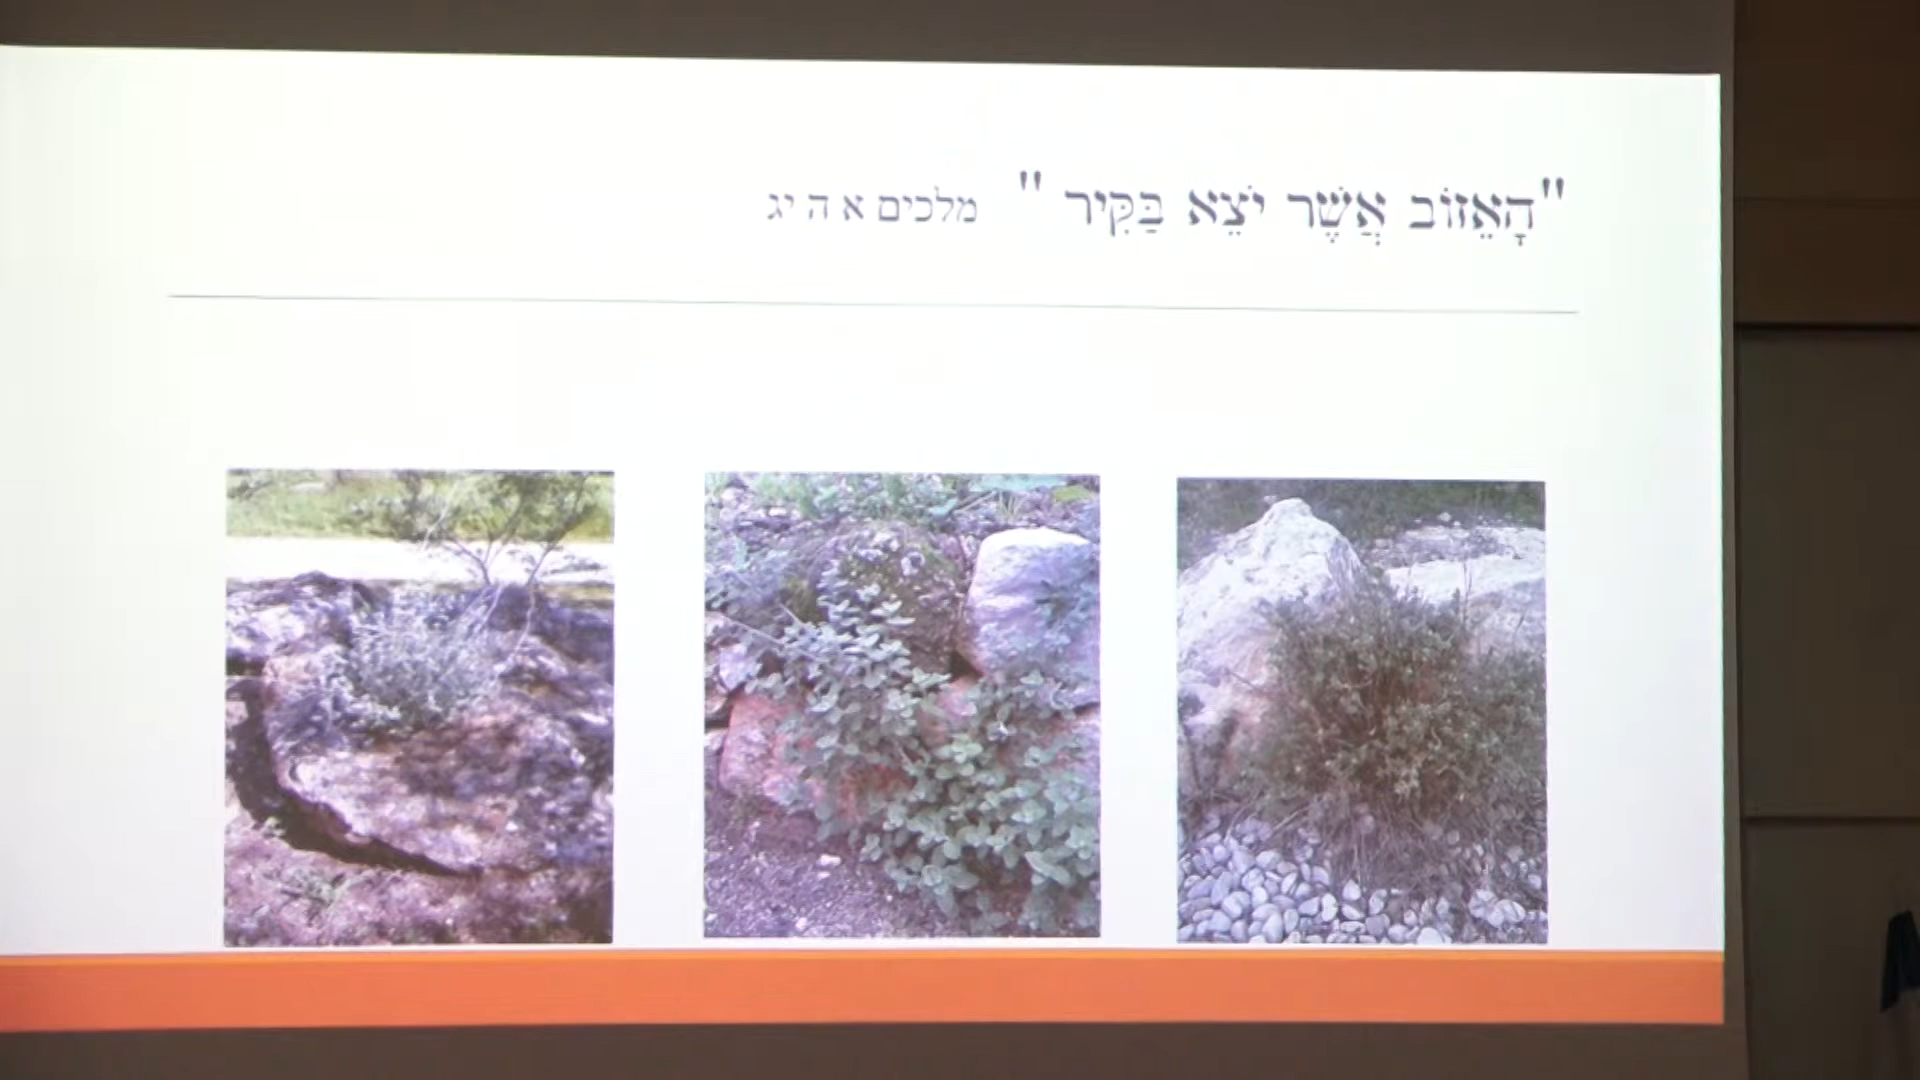 "הָאֵזוֹב אֲשֶׁר יֹצֵא בַּקִּיר " מלכים א ה יג